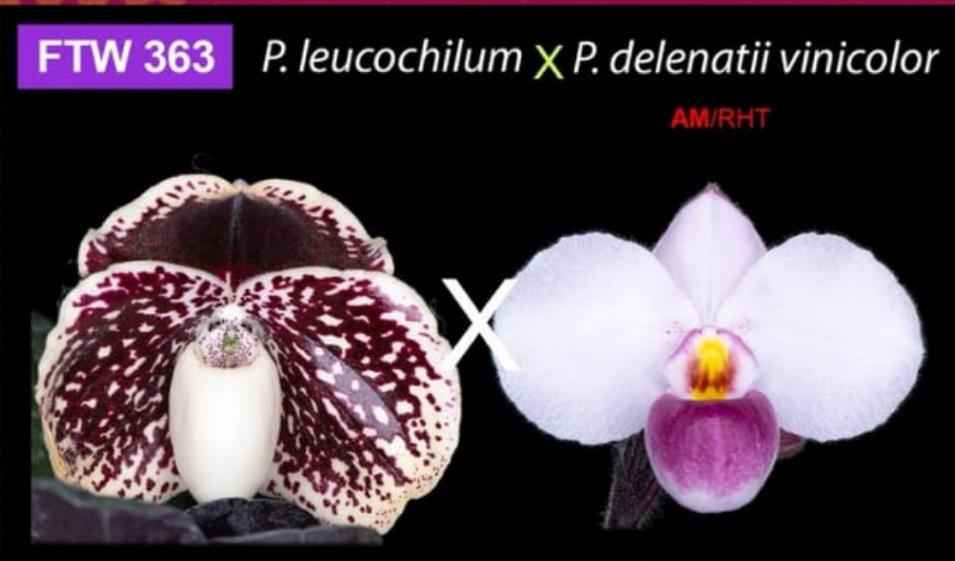 FTW 363 P. leucochilum X P. delenatii vinicolor
AM/RHT
X